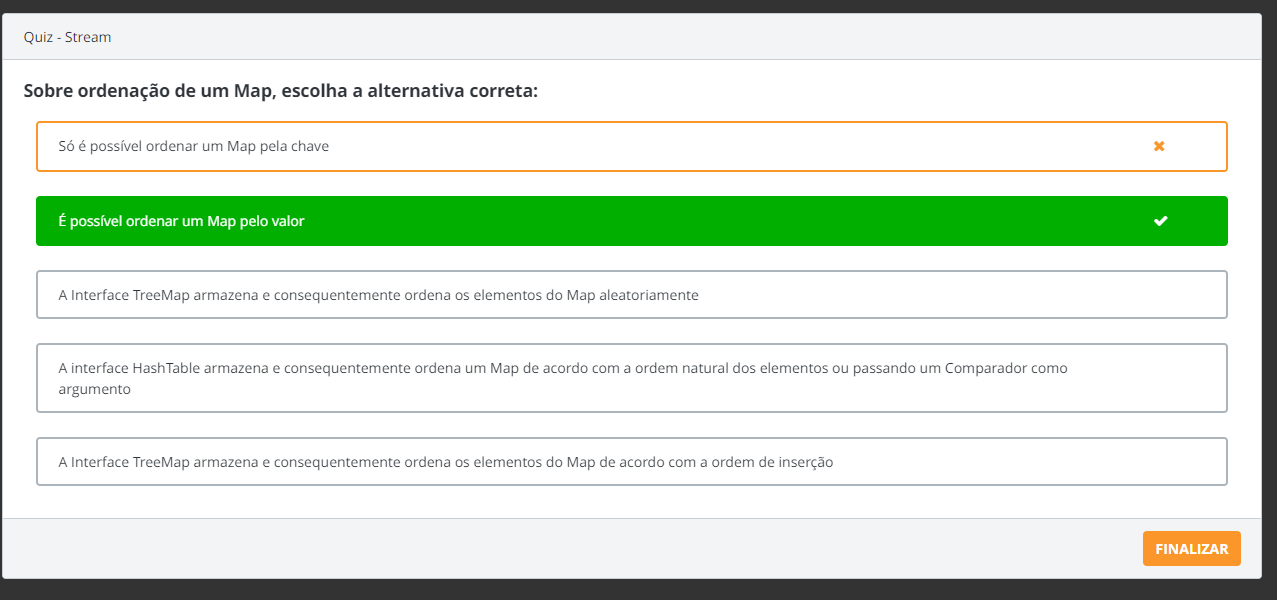 Quiz - Stream
Sobre ordenação de um Map, escolha a alternativa correta:
Só é possível ordenar um Map pela chave
É possível ordenar um Map pelo valor
A Interface TreeMap armazena e consequentemente ordena os elementos do Map aleatoriamente
A interface HashTable armazena e consequentemente ordena um Map de acordo com a ordem natural dos elementos ou passando um Comparador como
argumento
A Interface TreeMap armazena e consequentemente ordena os elementos do Map de acordo com a ordem de inserção
FINALIZAR